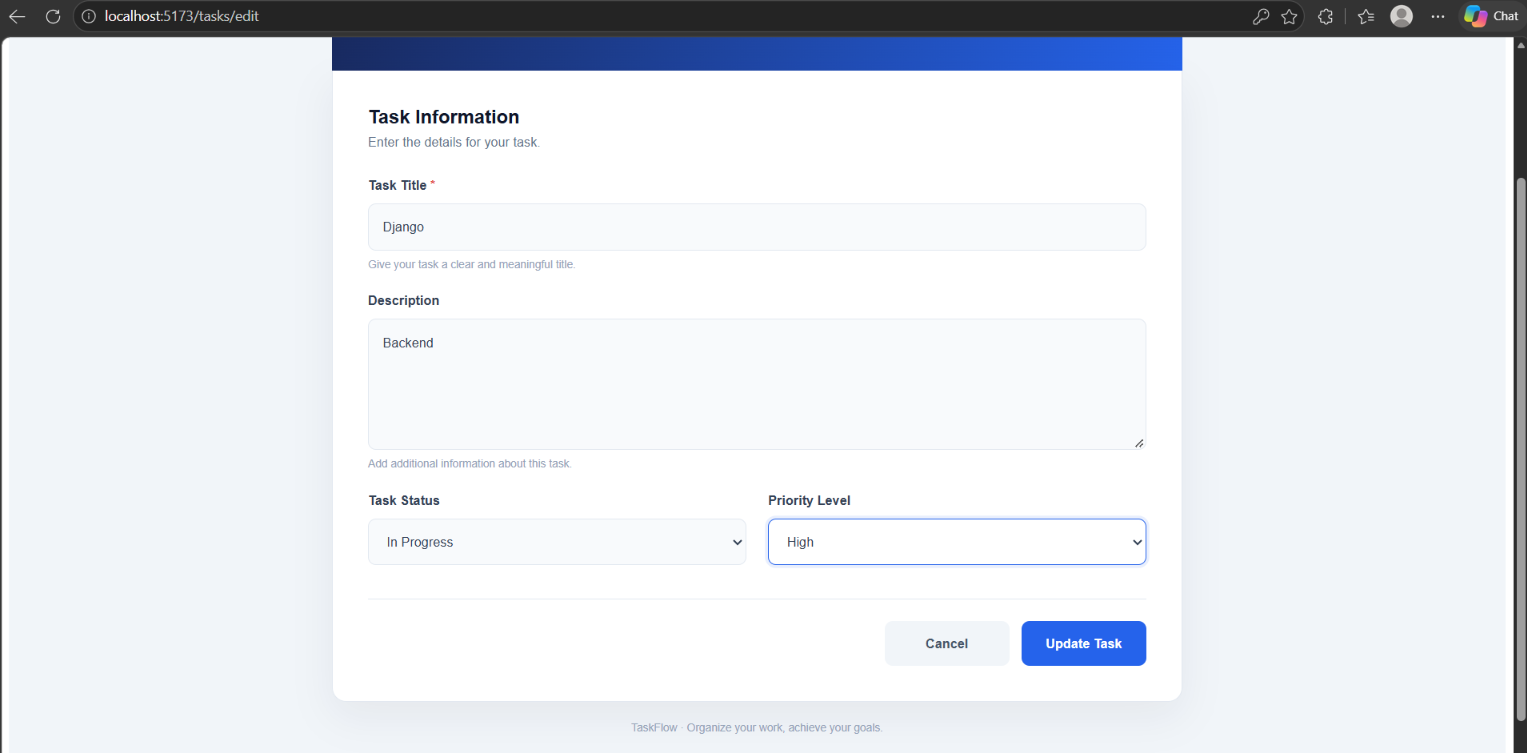 localhost:5173/tasks/edit
Chat
Task Information
Enter the details for your task.
Task Title *
Django
Give your task a clear and meaningful title.
Description
Backend
Add additional information about this task.
Task Status Priority Level
In Progress High
Cancel Update Task
TaskFlow · Organize your work, achieve your goals.